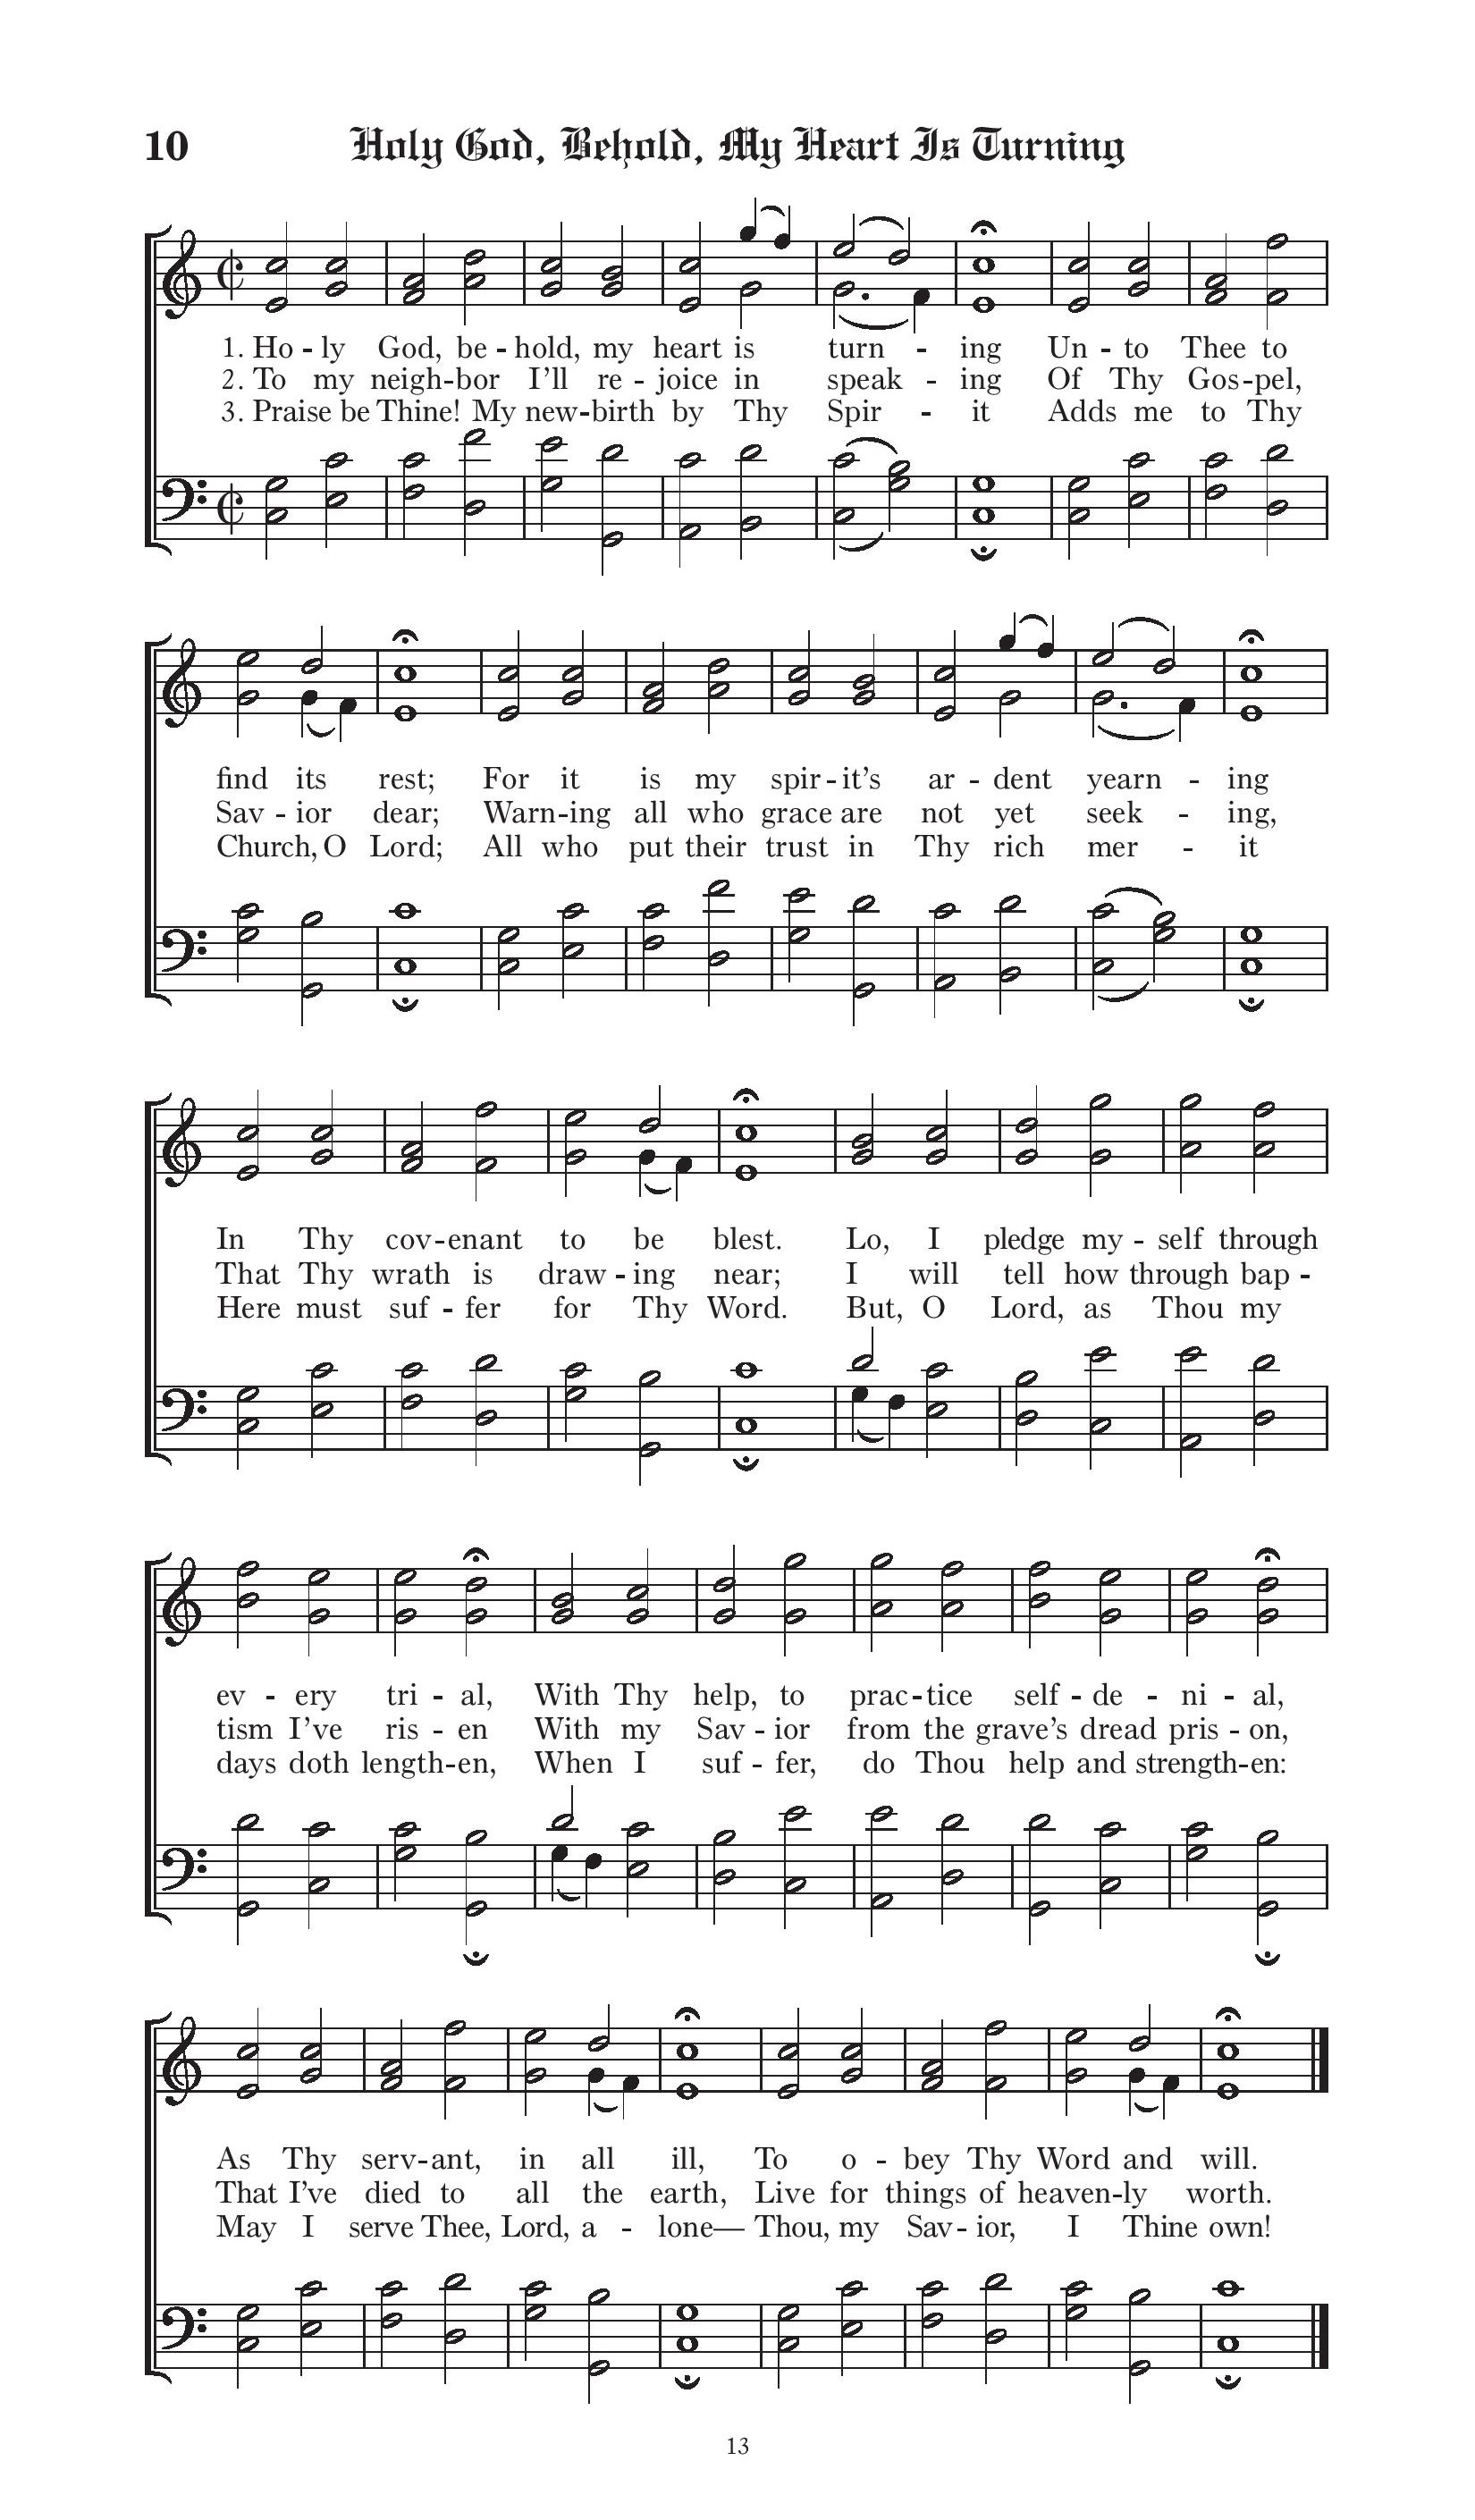 10 Holy God, Behold, My Heart Is Turning
1. Ho - ly God, be - hold, my heart is turn - ing Un - to Thee to
2. To my neigh - bor I’ll re - joice in speak - ing Of Thy Gos - pel,
3. Praise be Thine! My new - birth by Thy Spir - it Adds me to Thy
find its rest; For it is my spir - it’s ar - dent yearn - ing
Sav - ior dear; Warn - ing all who grace are not yet seek - ing,
Church, O Lord; All who put their trust in Thy rich mer - it
In Thy cov - enant to be blest. Lo, I pledge my - self through
That Thy wrath is draw - ing near; I will tell how through bap -
Here must suf - fer for Thy Word. But, O Lord, as Thou my
ev - ery tri - al, With Thy help, to prac - tice self - de - ni - al,
tism I’ve ris - en With my Sav - ior from the grave’s dread pris - on,
days doth length - en, When I suf - fer, do Thou help and strength - en:
As Thy serv - ant, in all ill, To o - bey Thy Word and will.
That I’ve died to all the earth, Live for things of heaven - ly worth.
May I serve Thee, Lord, a - lone— Thou, my Sav - ior, I Thine own!
13